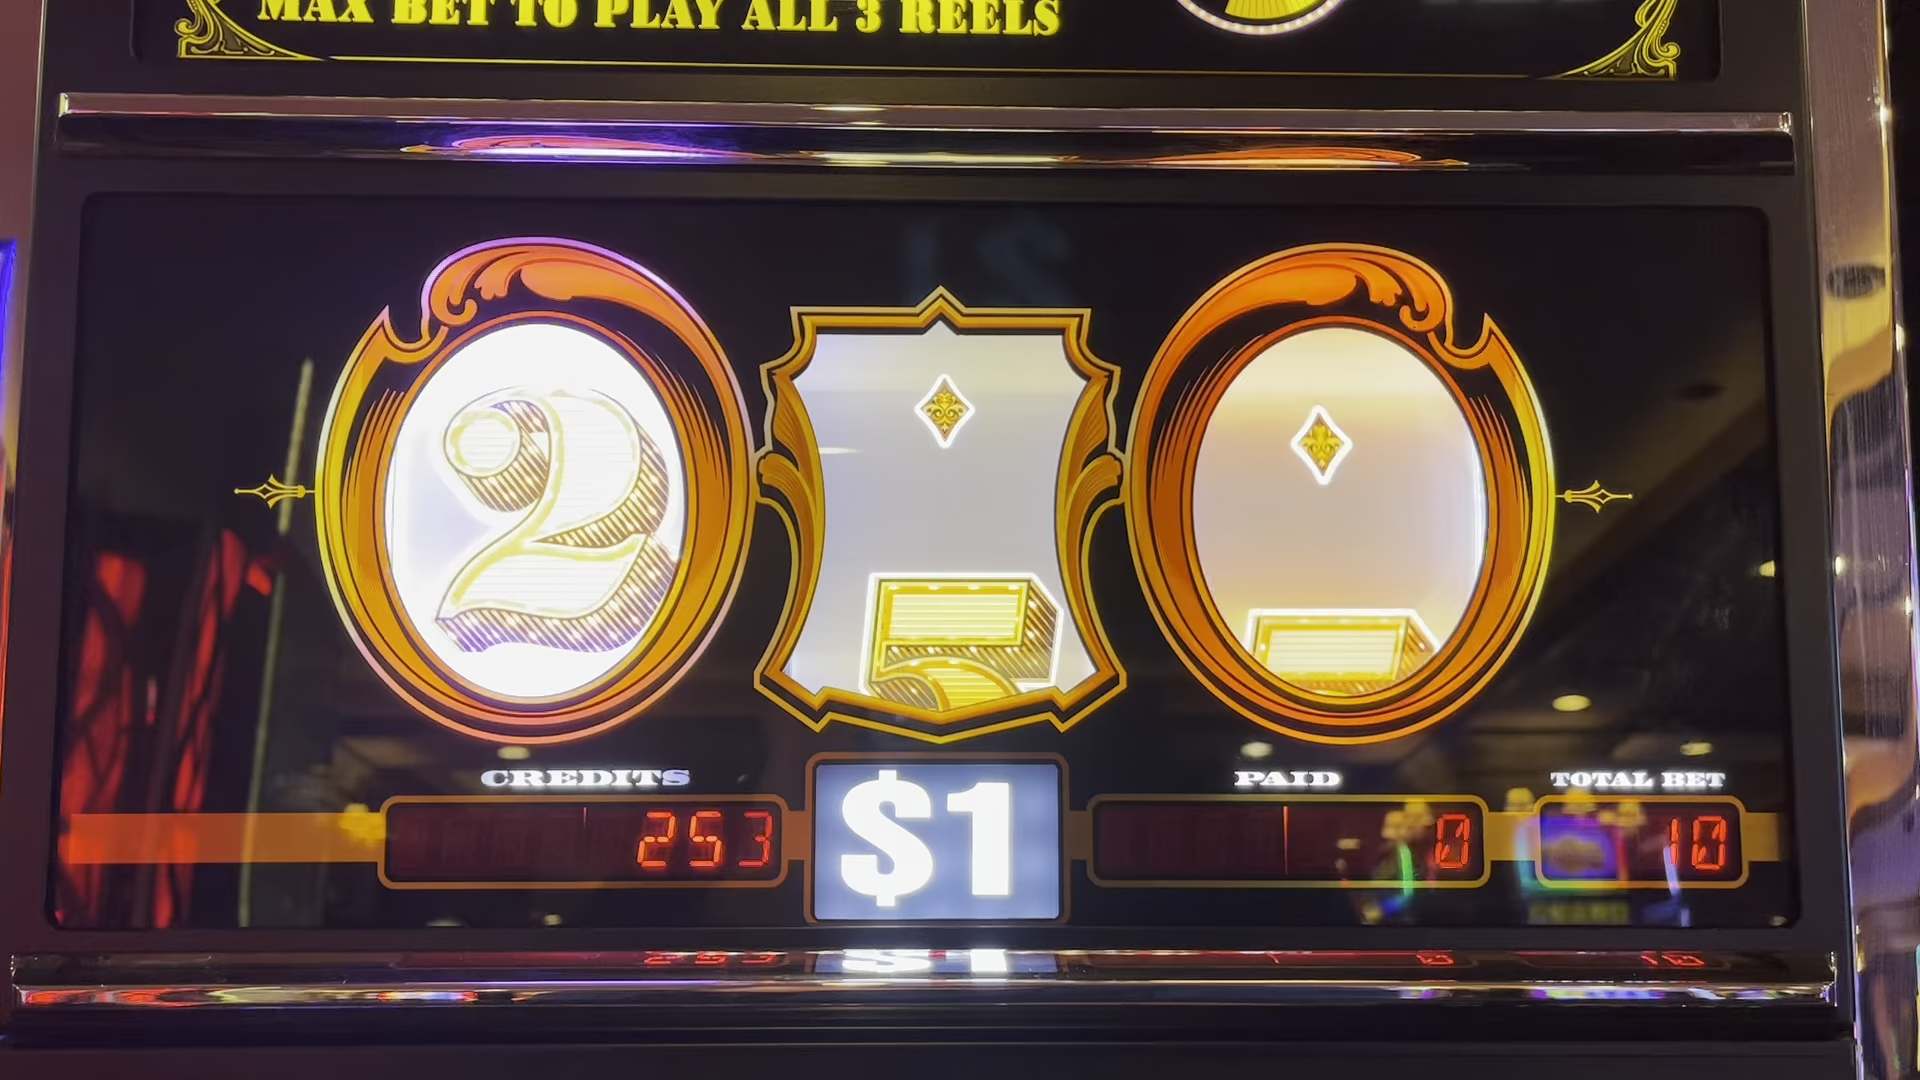 MAX BET TO PLAY ALL 3 REELS
2 5
CREDITS PAID TOTAL BET
253 $1 0 10